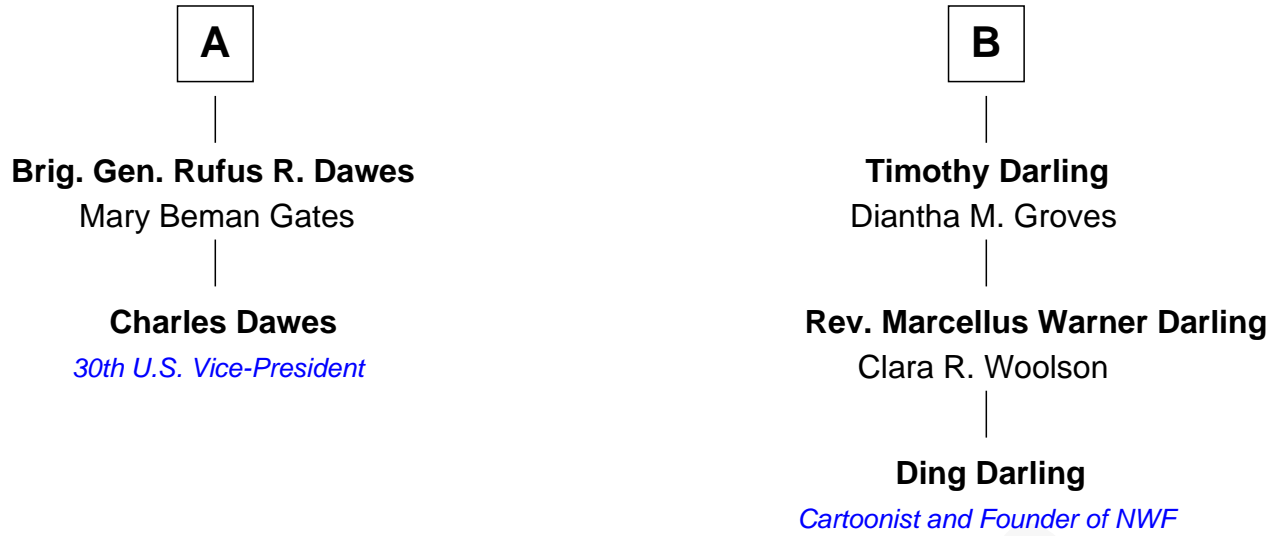 A
Brig. Gen. Rufus R. Dawes
Mary Beman Gates
Charles Dawes
30th U.S. Vice-President
B
Timothy Darling
Diantha M. Groves
Rev. Marcellus Warner Darling
Clara R. Woolson
Ding Darling
Cartoonist and Founder of NWF